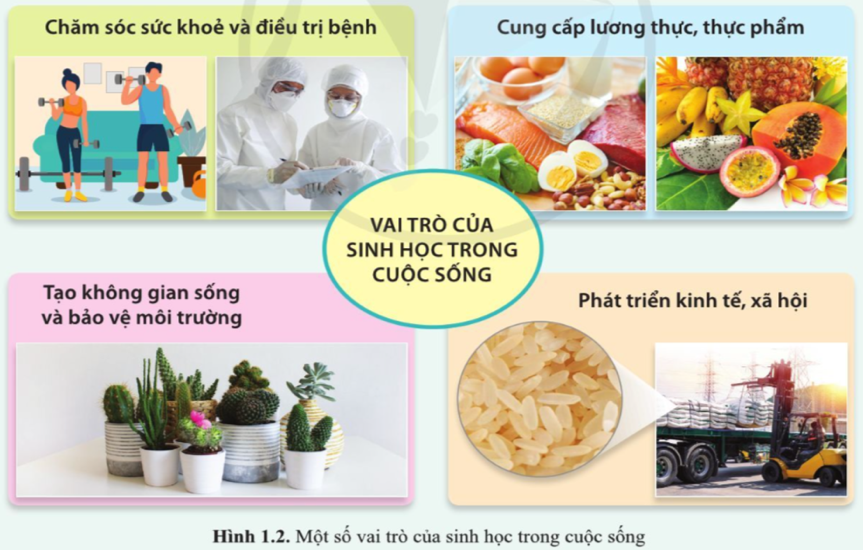 Chăm sóc sức khoẻ và điều trị bệnh
Cung cấp lương thực, thực phẩm
VAI TRÒ CỦA
SINH HỌC TRONG
CUỘC SỐNG
Tạo không gian sống
và bảo vệ môi trường
Phát triển kinh tế, xã hội
Hình 1.2. Một số vai trò của sinh học trong cuộc sống